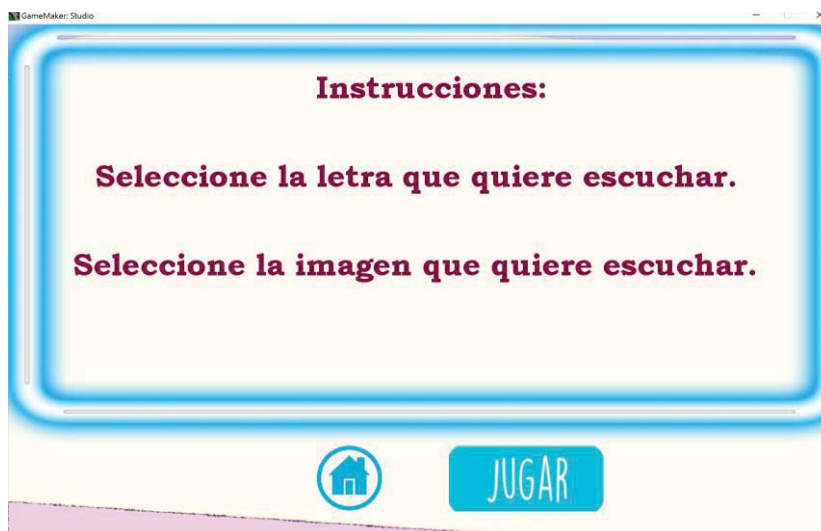 GameMaker: Studio
Instrucciones:
Seleccione la letra que quiere escuchar.
Seleccione la imagen que quiere escuchar.
JUGAR